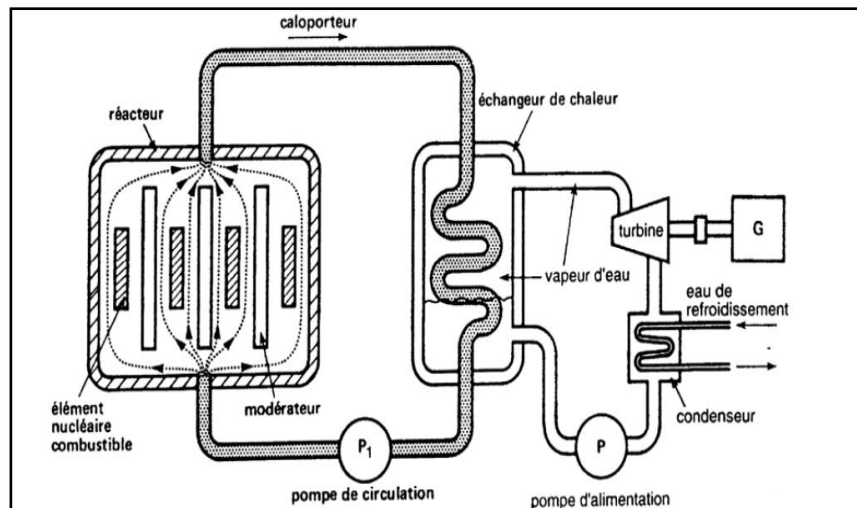 caloporteur
réacteur
échangeur de chaleur
turbine
G
vapeur d'eau
eau de
refroidissement
élément
nucléaire
combustible
modérateur
condenseur
P₁
P
pompe de circulation
pompe d'alimentation